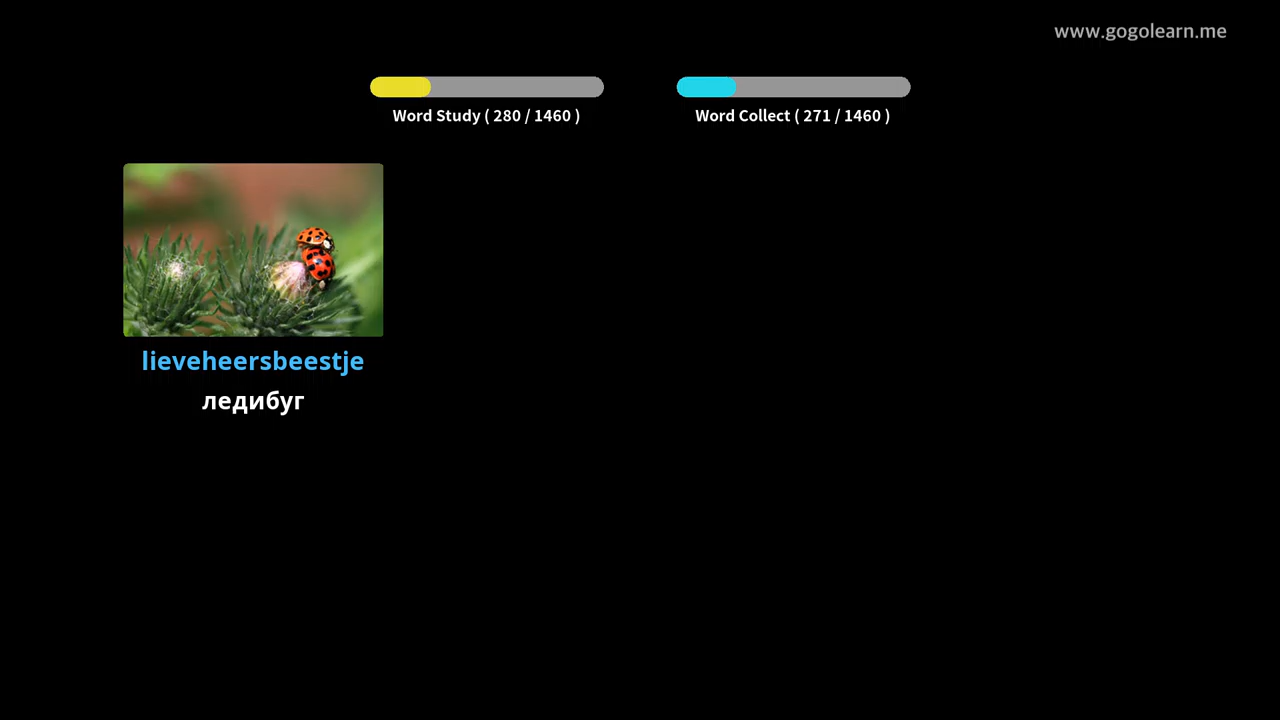 www.gogolearn.me
Word Study ( 280 / 1460 )
Word Collect ( 271 / 1460 )
lieveheersbeestje
ледибуг